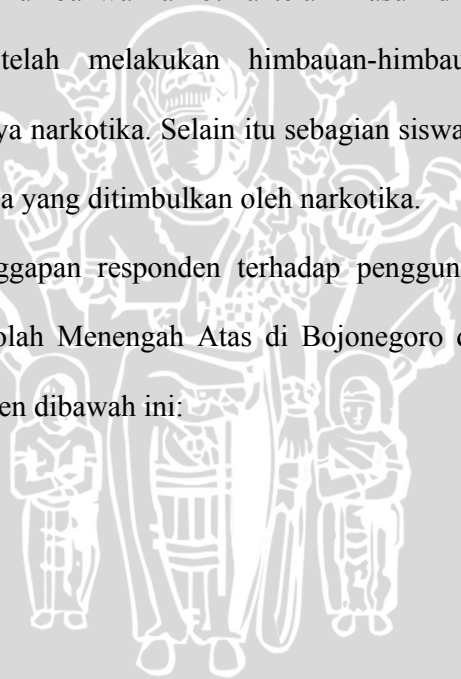 telah melakukan himbauan-himbau
ya narkotika. Selain itu sebagian siswa
a yang ditimbulkan oleh narkotika.
ggapan responden terhadap penggun
olah Menengah Atas di Bojonegoro d
en dibawah ini: